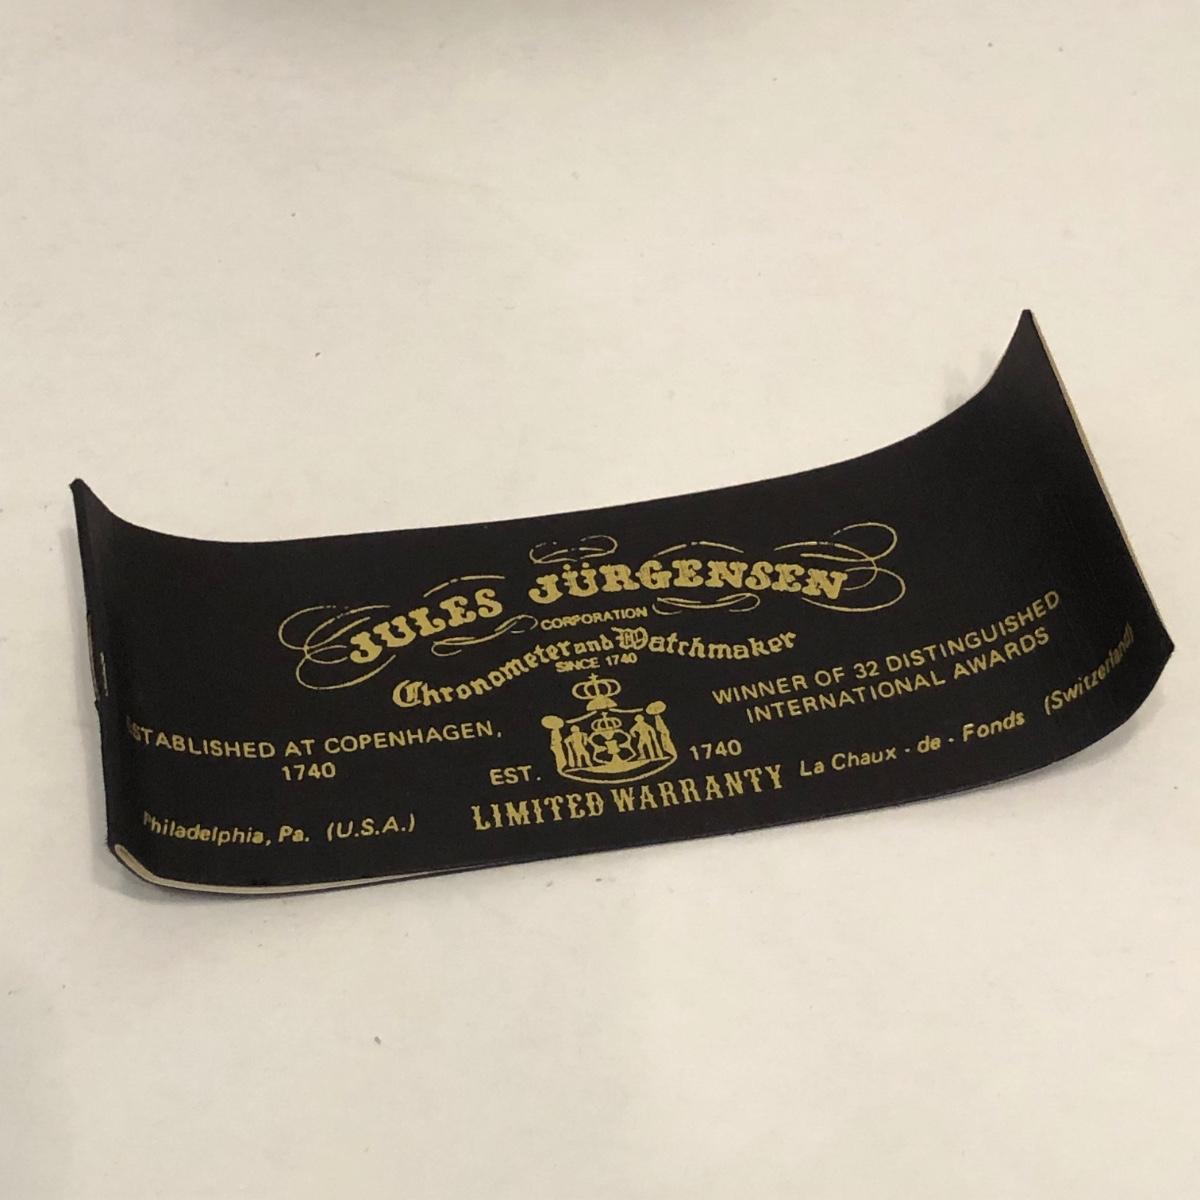 JULES JÜRGENSEN
CORPORATION
Chronometer and Watchmaker
SINCE 1740
ESTABLISHED AT COPENHAGEN,
1740
WINNER OF 32 DISTINGUISHED
INTERNATIONAL AWARDS
EST. 1740
LIMITED WARRANTY
Philadelphia, Pa. (U.S.A.)
La Chaux - de - Fonds (Switzerland)